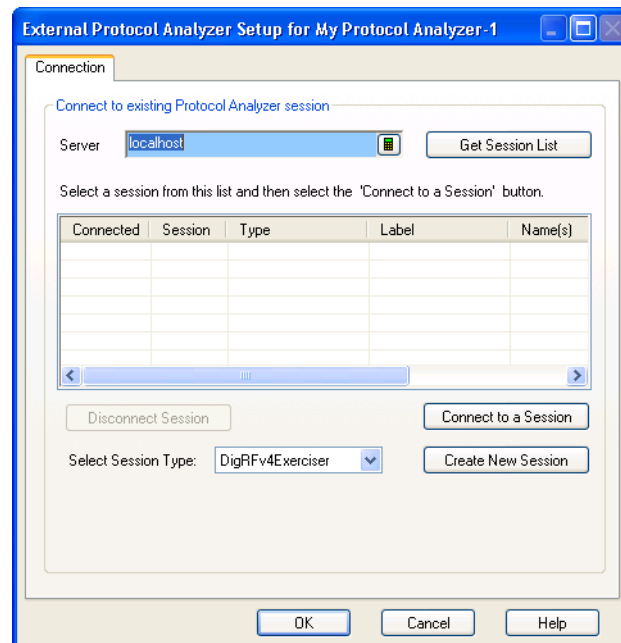 External Protocol Analyzer Setup for My Protocol Analyzer-1
Connection
Connect to existing Protocol Analyzer session
Server localhost Get Session List
Select a session from this list and then select the 'Connect to a Session' button.
Connected Session Type Label Name(s)
Disconnect Session Connect to a Session
Select Session Type: DigRFv4Exerciser Create New Session
OK Cancel Help